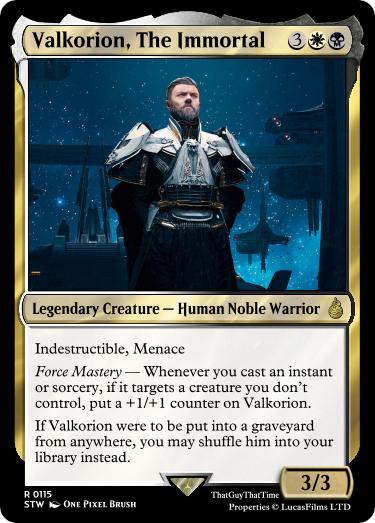 Valkorion, The Immortal 3
Legendary Creature — Human Noble Warrior
Indestructible, Menace
Force Mastery — Whenever you cast an instant
or sorcery, if it targets a creature you don't
control, put a +1/+1 counter on Valkorion.
If Valkorion were to be put into a graveyard
from anywhere, you may shuffle him into your
library instead.
3/3
R 0115
ThatGuyThatTime
STW One Pixel Brush
Properties © LucasFilms LTD